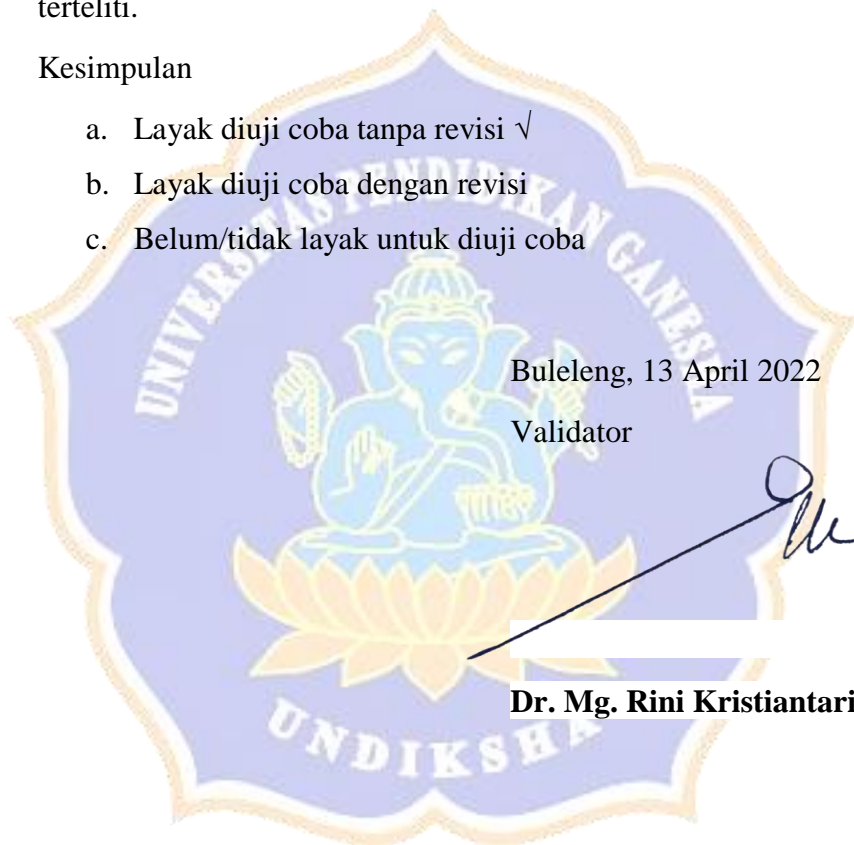 terteliti.
Kesimpulan
a. Layak diuji coba tanpa revisi √
b. Layak diuji coba dengan revisi
c. Belum/tidak layak untuk diuji coba
UNIVERSITAS PENDIDIKAN GANESHA
Buleleng, 13 April 2022
Validator
Dr. Mg. Rini Kristiantari
UNDIKSHA